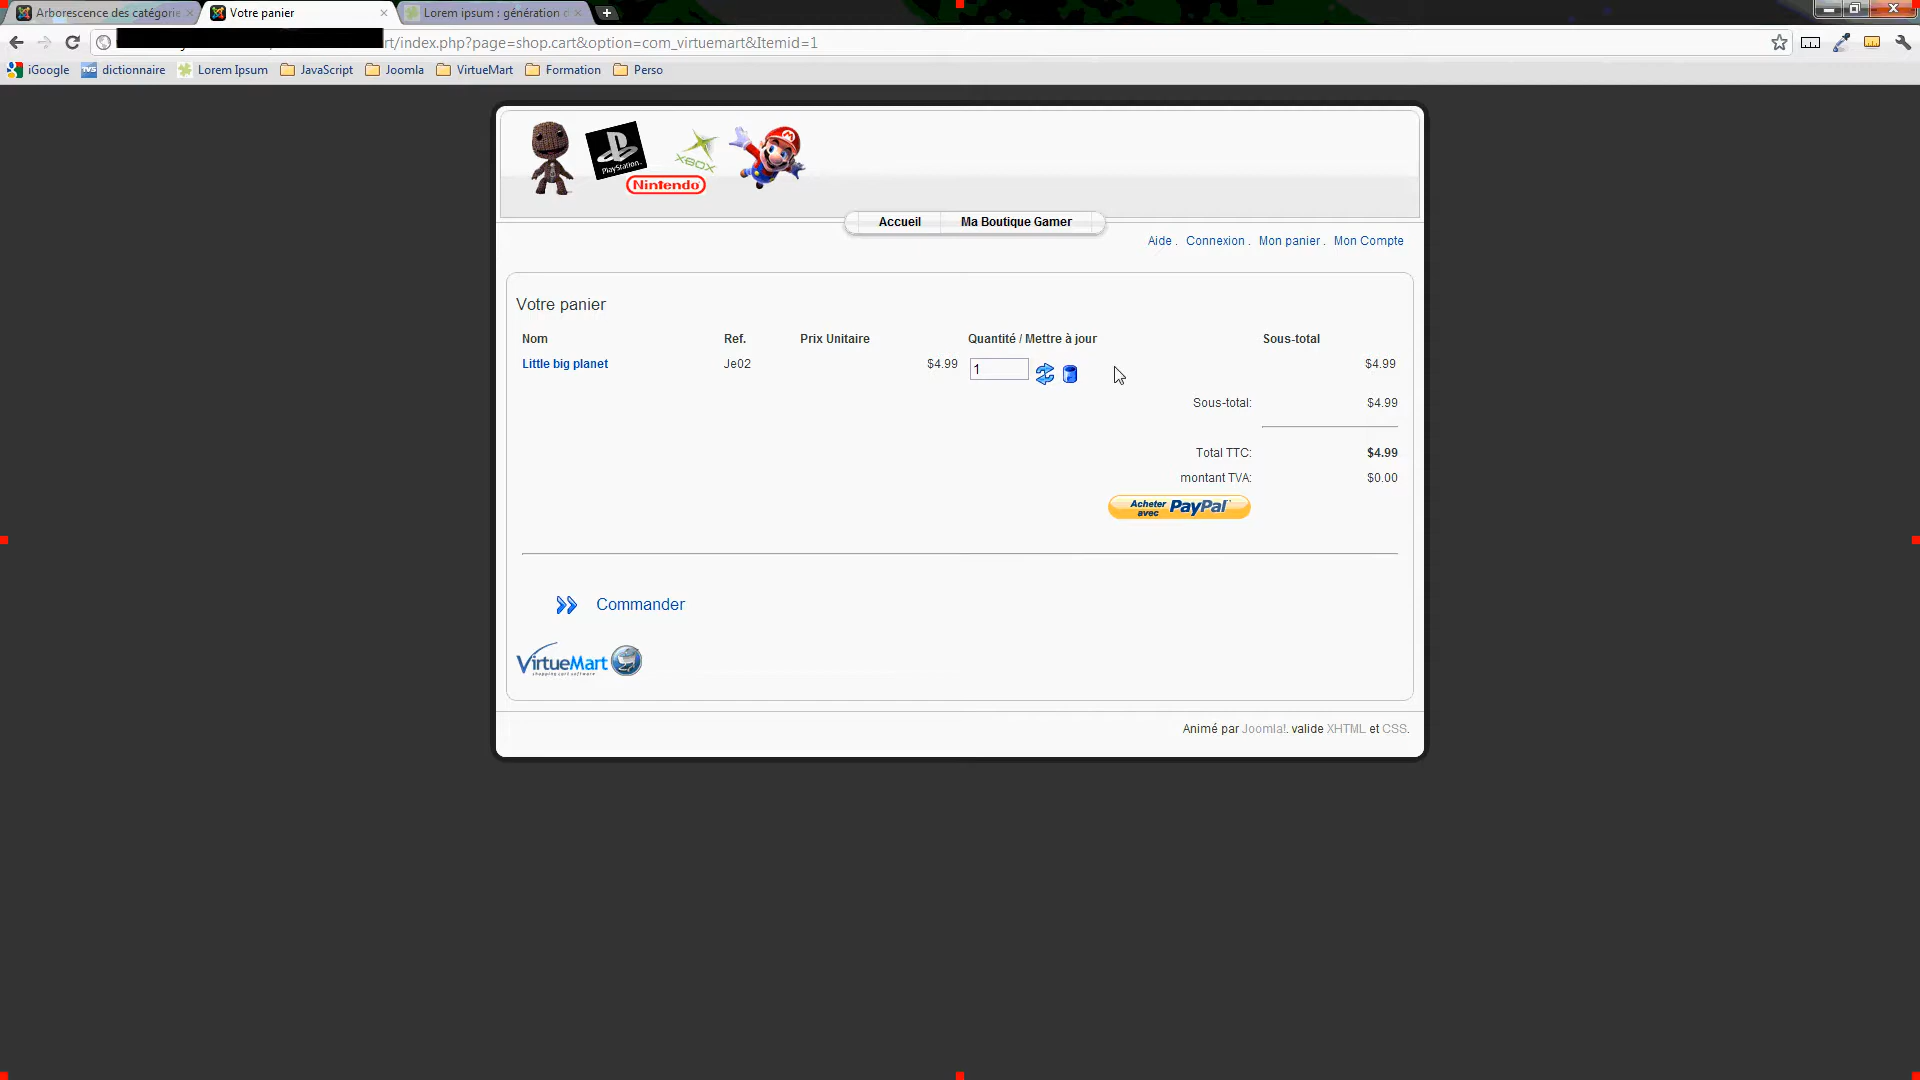 Arborescence des catégorie
Votre panier
Lorem ipsum : génération d
rt/index.php?page=shop.cart&option=com_virtuemart&Itemid=1
iGoogle
dictionnaire
Lorem Ipsum
JavaScript
Joomla
VirtueMart
Formation
Perso
PlayStation
XBOX
Nintendo
Accueil
Ma Boutique Gamer
Aide . Connexion . Mon panier . Mon Compte
Votre panier
Nom Ref. Prix Unitaire Quantité / Mettre à jour Sous-total
Little big planet Je02 $4.99 1 $4.99
Sous-total: $4.99
Total TTC: $4.99
montant TVA: $0.00
Acheter avec PayPal
Commander
VirtueMart
shopping cart software
Animé par Joomla!. valide XHTML et CSS.